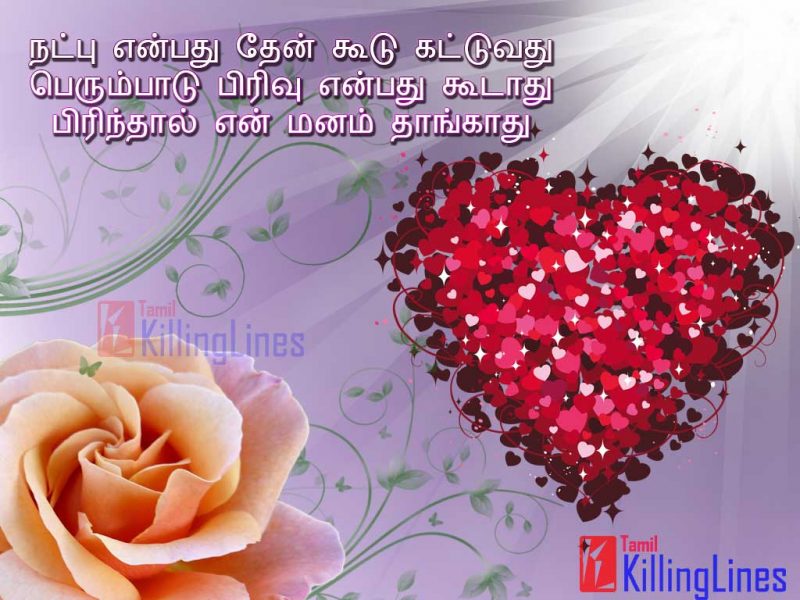 நட்பு என்பது தேன் கூடு கட்டுவது
பெரும்பாடு பிரிவு என்பது கூடாது
பிரிந்தால் என் மனம் தாங்காது
Tamil
KillingLines
Tamil
KillingLines